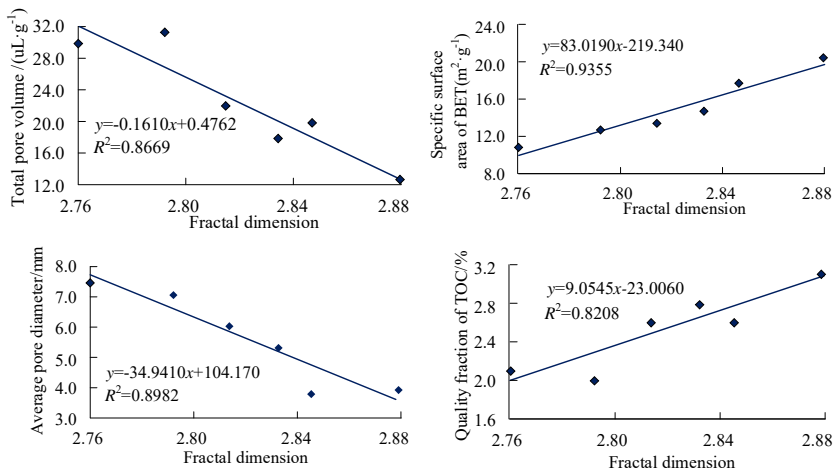 Total pore volume /(uL·g⁻¹)
32.0
28.0
24.0
20.0
16.0
12.0
y=-0.1610x+0.4762
R²=0.8669
2.76 2.80 2.84 2.88
Fractal dimension
Specific surface
area of BET(m²·g⁻¹)
24.0
20.0
16.0
12.0
8.0
y=83.0190x-219.340
R²=0.9355
2.76 2.80 2.84 2.88
Fractal dimension
Average pore diameter/mm
8.0
7.0
6.0
5.0
4.0
3.0
y=-34.9410x+104.170
R²=0.8982
2.76 2.80 2.84 2.88
Fractal dimension
Quality fraction of TOC/%
3.2
2.8
2.4
2.0
1.6
y=9.0545x-23.0060
R²=0.8208
2.76 2.80 2.84 2.88
Fractal dimension